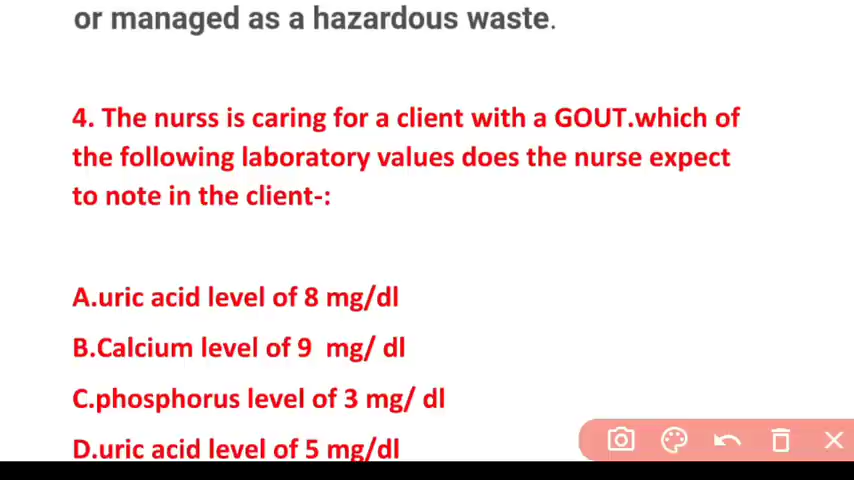 or managed as a hazardous waste.
4. The nurss is caring for a client with a GOUT.which of
the following laboratory values does the nurse expect
to note in the client-:
A.uric acid level of 8 mg/dl
B.Calcium level of 9  mg/ dl
C.phosphorus level of 3 mg/ dl
D.uric acid level of 5 mg/dl